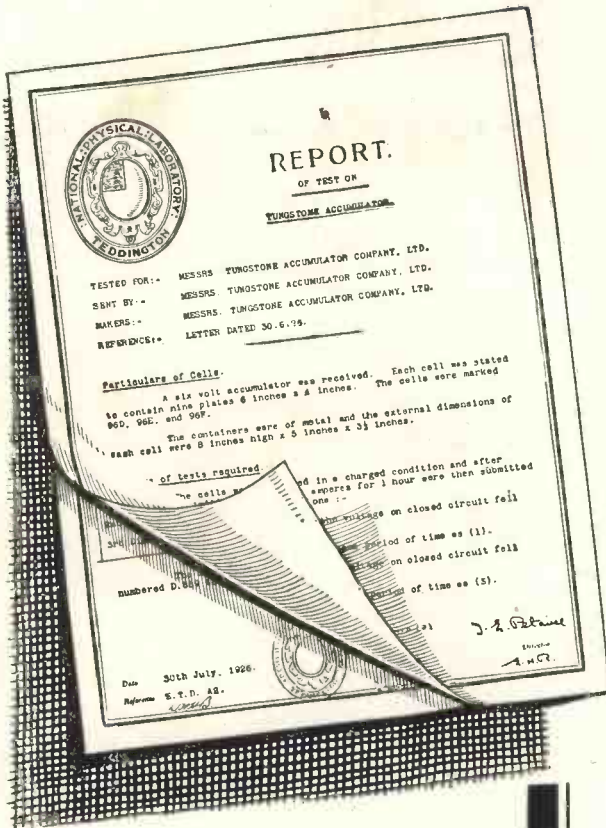 NATIONAL·PHYSICAL·LABORATORY:
TEDDINGTON
REPORT.
OF TEST ON
TUNGSTONE ACCUMULATOR.
TESTED FOR:- MESSRS TUNGSTONE ACCUMULATOR COMPANY, LTD.
SENT BY:- MESSRS. TUNGSTONE ACCUMULATOR COMPANY, LTD.
MAKERS:- MESSRS. TUNGSTONE ACCUMULATOR COMPANY, LTD.
REFERENCE:- LETTER DATED 30.6.26.
Particulars of Cells.
A six volt accumulator was received. Each cell was stated
to contain nine plates 6 inches x 4 inches. The cells were marked
96D, 96E, and 96F.
The containers were of metal and the external dimensions of
each cell were 8 inches high x 5 inches x 3½ inches.
of tests required.
The cells in a charged condition and after
amperes for 1 hour were then submitted
:-
the voltage on closed circuit fell
period of time as (1).
voltage on closed circuit fell
The period of time as (3).
numbered
Date 30th July, 1926.
Reference E.T.D. A2.